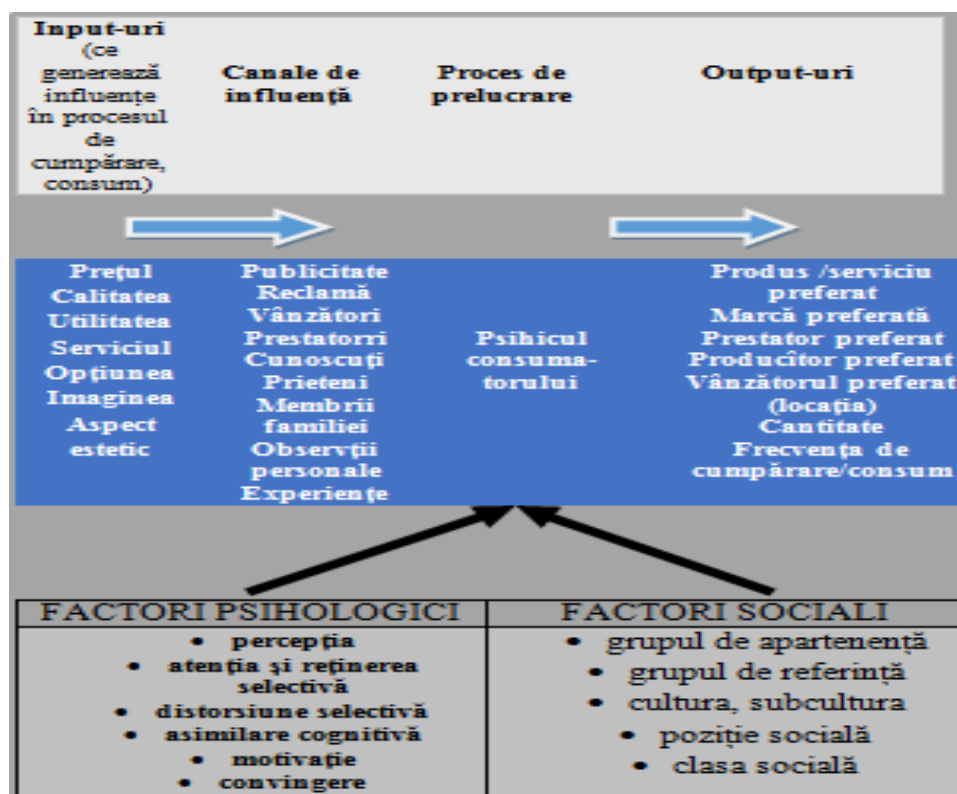 Input-uri
(ce
generează
influențe
în procesul
de
cumpărare,
consum)
Canale de
influență
Proces de
prelucrare
Output-uri
Prețul
Calitatea
Utilitatea
Serviciul
Opțiunea
Imaginea
Aspect
estetic
Publicitate
Reclamă
Vânzători
Prestatorri
Cunoscuți
Prieteni
Membrii
familiei
Observții
personale
Experiențe
Psihicul
consuma-
torului
Produs /serviciu
preferat
Marcă preferată
Prestator preferat
Producîtor preferat
Vânzătorul preferat
(locația)
Cantitate
Frecvența de
cumpărare/consum
FACTORI PSIHOLOGICI
• percepția
• atenția și reținerea
selectivă
• distorsiune selectivă
• asimilare cognitivă
• motivație
• convingere
FACTORI SOCIALI
• grupul de apartenență
• grupul de referință
• cultura, subcultura
• poziție socială
• clasa socială